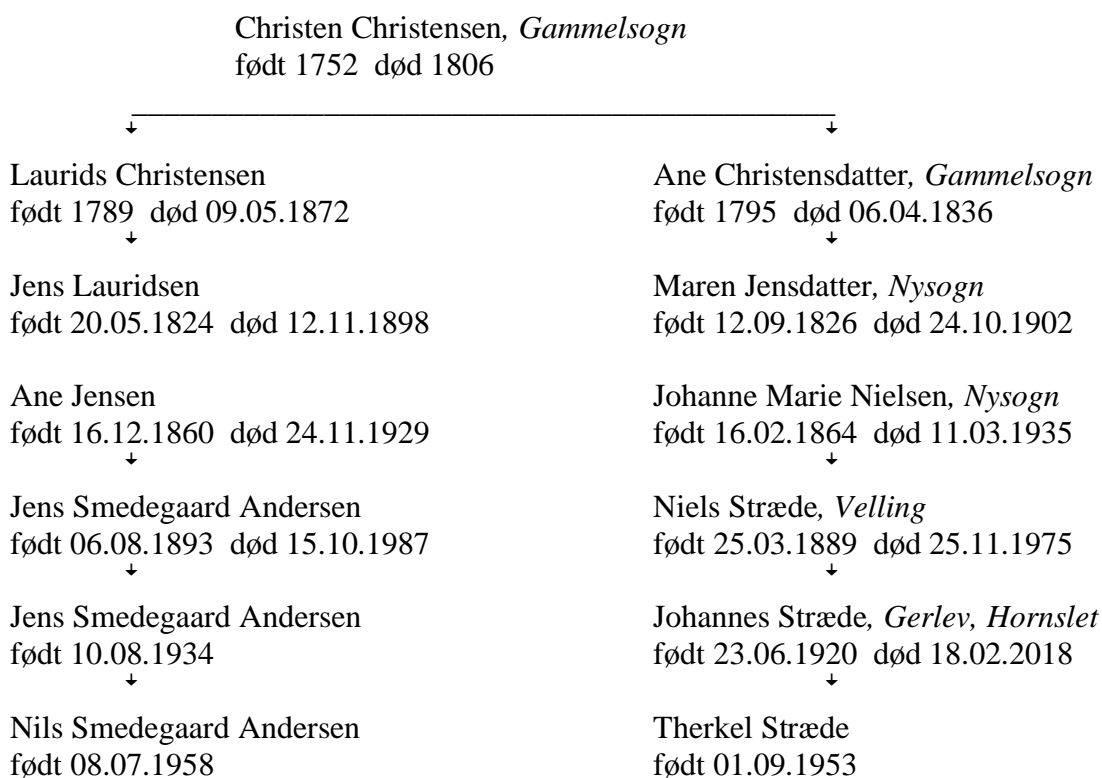 Christen Christensen, Gammelsogn
født 1752 død 1806
Laurids Christensen
født 1789 død 09.05.1872
Ane Christensdatter, Gammelsogn
født 1795 død 06.04.1836
Jens Lauridsen
født 20.05.1824 død 12.11.1898
Maren Jensdatter, Nysogn
født 12.09.1826 død 24.10.1902
Ane Jensen
født 16.12.1860 død 24.11.1929
Johanne Marie Nielsen, Nysogn
født 16.02.1864 død 11.03.1935
Jens Smedegaard Andersen
født 06.08.1893 død 15.10.1987
Niels Stræde, Velling
født 25.03.1889 død 25.11.1975
Jens Smedegaard Andersen
født 10.08.1934
Johannes Stræde, Gerlev, Hornslet
født 23.06.1920 død 18.02.2018
Nils Smedegaard Andersen
født 08.07.1958
Therkel Stræde
født 01.09.1953